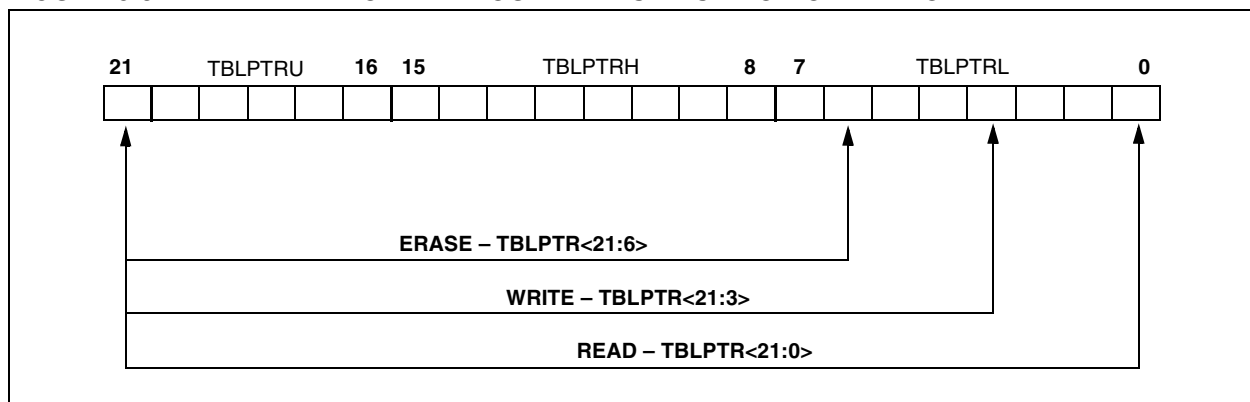 21 TBLPTRU 16 15 TBLPTRH 8 7 TBLPTRL 0
ERASE – TBLPTR<21:6>
WRITE – TBLPTR<21:3>
READ – TBLPTR<21:0>